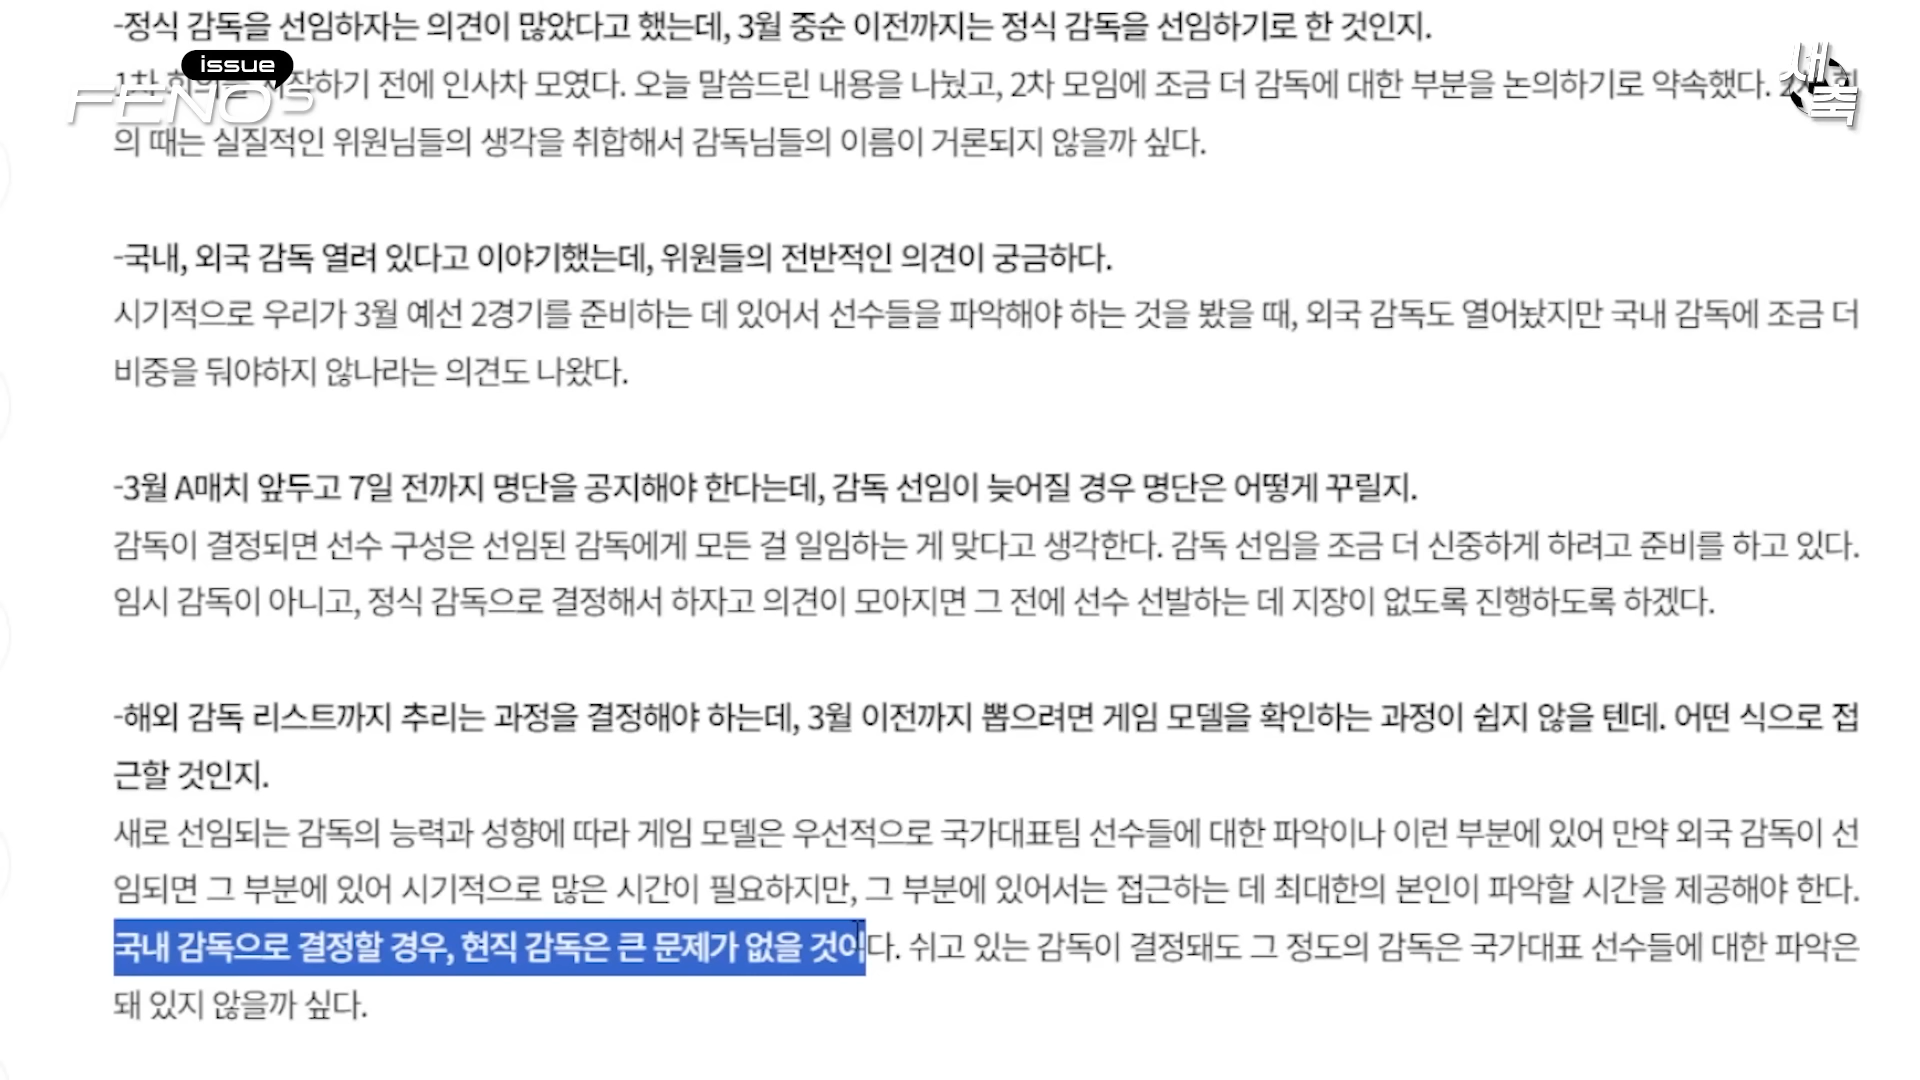 -정식 감독을 선임하자는 의견이 많았다고 했는데, 3월 중순 이전까지는 정식 감독을 선임하기로 한 것인지.
issue
FENO
세축
1차 하기 전에 인사차 모였다. 오늘 말씀드린 내용을 나눴고, 2차 모임에 조금 더 감독에 대한 부분을 논의하기로 약속했다. 회
의 때는 실질적인 위원님들의 생각을 취합해서 감독님들의 이름이 거론되지 않을까 싶다.
-국내, 외국 감독 열려 있다고 이야기했는데, 위원들의 전반적인 의견이 궁금하다.
시기적으로 우리가 3월 예선 2경기를 준비하는 데 있어서 선수들을 파악해야 하는 것을 봤을 때, 외국 감독도 열어놨지만 국내 감독에 조금 더
비중을 둬야하지 않나라는 의견도 나왔다.
-3월 A매치 앞두고 7일 전까지 명단을 공지해야 한다는데, 감독 선임이 늦어질 경우 명단은 어떻게 꾸릴지.
감독이 결정되면 선수 구성은 선임된 감독에게 모든 걸 일임하는 게 맞다고 생각한다. 감독 선임을 조금 더 신중하게 하려고 준비를 하고 있다.
임시 감독이 아니고, 정식 감독으로 결정해서 하자고 의견이 모아지면 그 전에 선수 선발하는 데 지장이 없도록 진행하도록 하겠다.
-해외 감독 리스트까지 추리는 과정을 결정해야 하는데, 3월 이전까지 뽑으려면 게임 모델을 확인하는 과정이 쉽지 않을 텐데. 어떤 식으로 접
근할 것인지.
새로 선임되는 감독의 능력과 성향에 따라 게임 모델은 우선적으로 국가대표팀 선수들에 대한 파악이나 이런 부분에 있어 만약 외국 감독이 선
임되면 그 부분에 있어 시기적으로 많은 시간이 필요하지만, 그 부분에 있어서는 접근하는 데 최대한의 본인이 파악할 시간을 제공해야 한다.
국내 감독으로 결정할 경우, 현직 감독은 큰 문제가 없을 것이다. 쉬고 있는 감독이 결정돼도 그 정도의 감독은 국가대표 선수들에 대한 파악은
돼 있지 않을까 싶다.